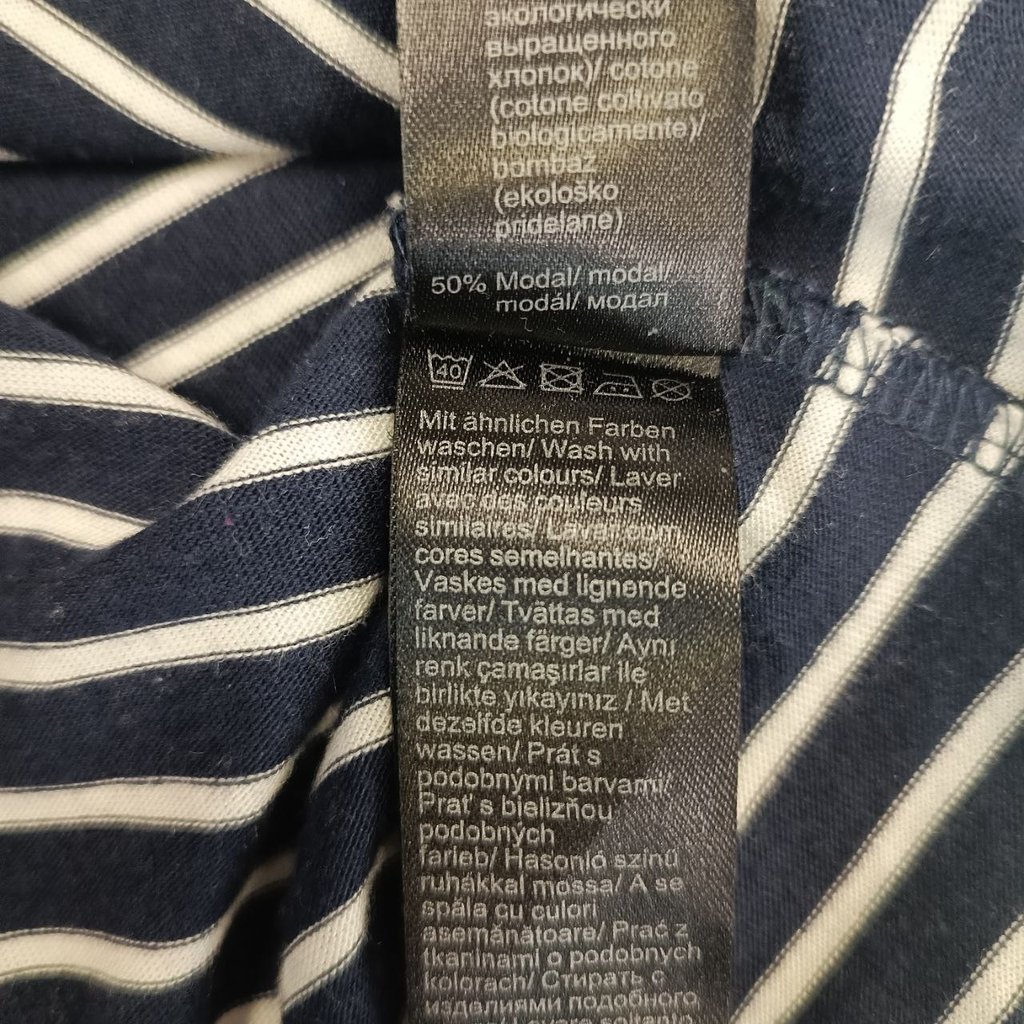 экологически
выращенного
хлопок)/ cotone
(cotone coltivato
biologicamente)/
bombaž
(ekološko
pridelane)
50% Modal/ modal/
modál/ модал
40
Mit ähnlichen Farben
waschen/ Wash with
similar colours/ Laver
avec des couleurs
similaires/ Lavar com
cores semelhantes/
Vaskes med lignende
farver/ Tvättas med
liknande färger/ Aynı
renk çamaşırlar ile
birlikte yıkayınız / Met
dezelfde kleuren
wassen/ Prát s
podobnými barvami/
Prať s bielizňou
podobných
farieb/ Hasonló színű
ruhákkal mossa/ A se
spăla cu culori
asemănătoare/ Prać z
tkaninami o podobnych
kolorach/ Стирать с
изделиями подобного